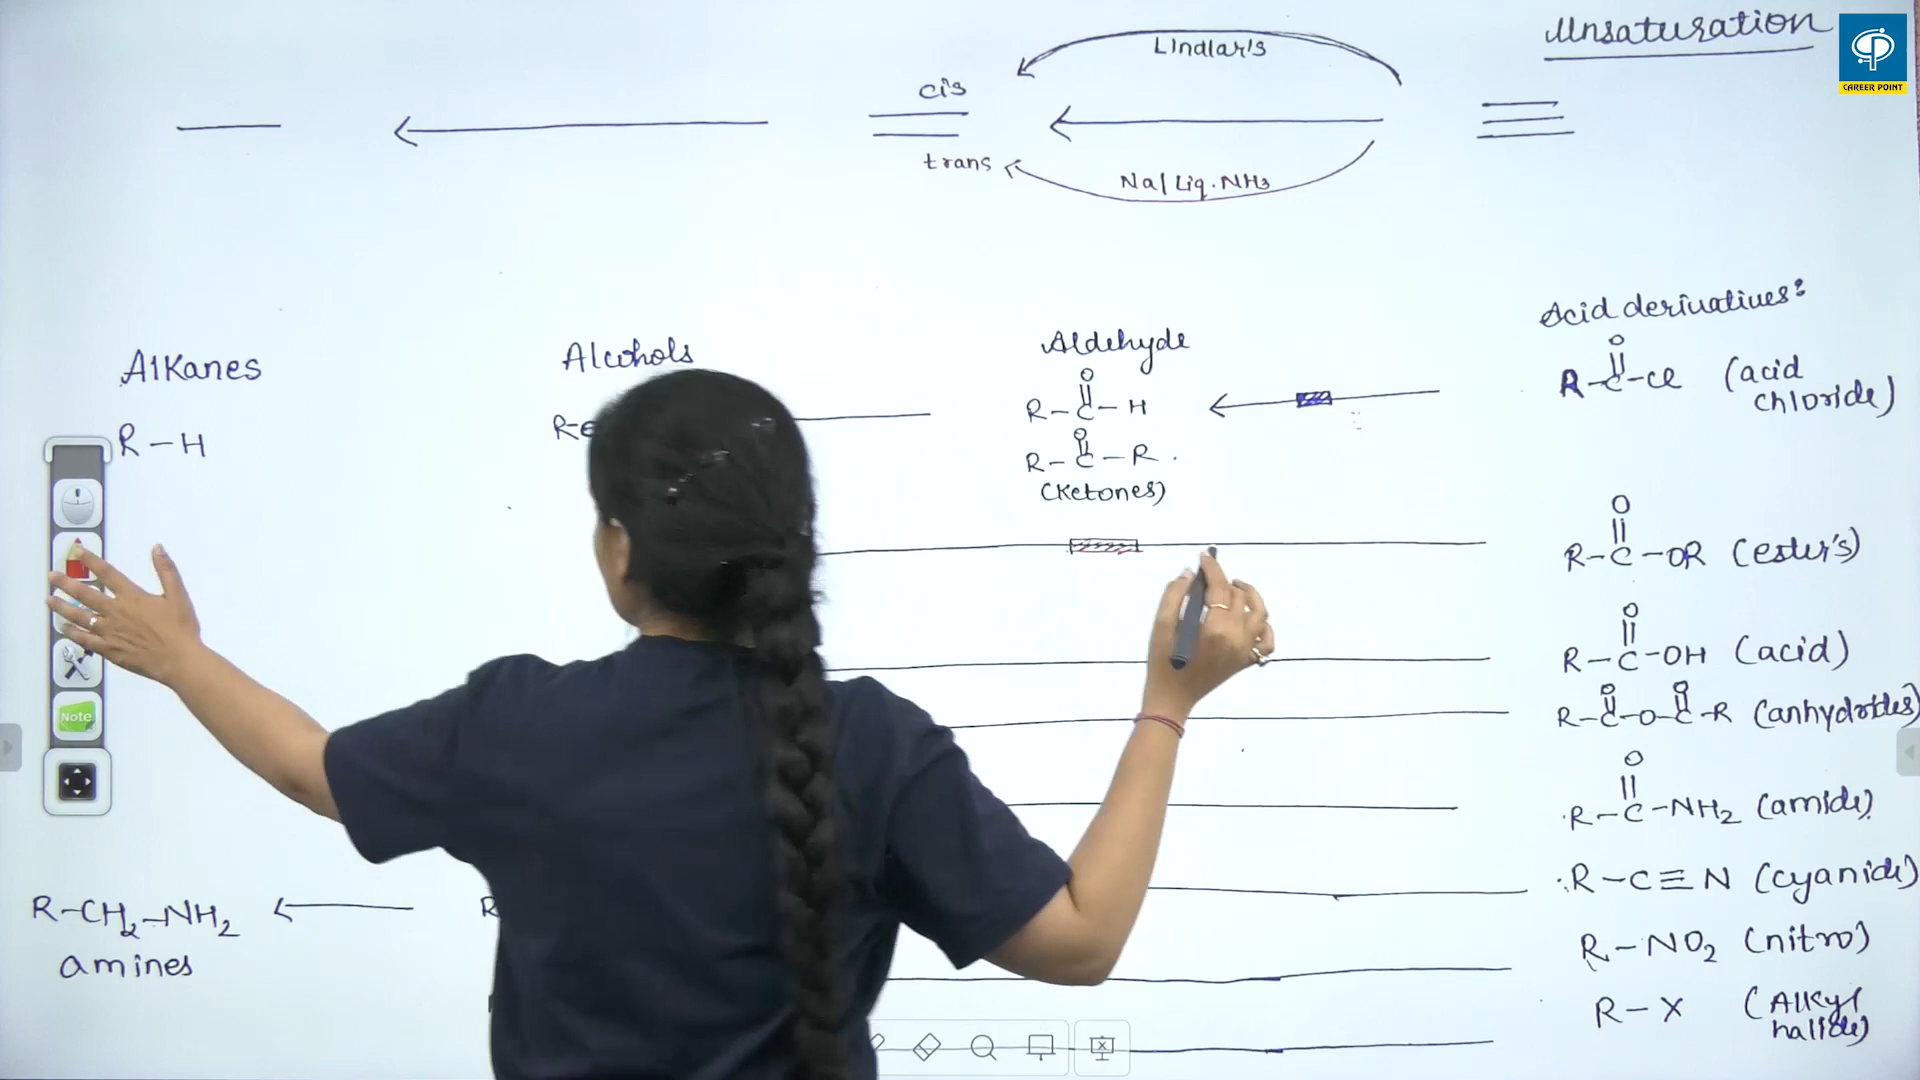 Unsaturation
CAREER POINT
Lindlar's
cis
trans
Na/Liq.NH3
Acid derivatives:
Alkanes
Alcohols
Aldehyde
R-H
O
R-C-H
O
R-C-R
(Ketones)
O
R-C-Cl (acid chloride)
O
R-C-OR (ester's)
O
R-C-OH (acid)
O O
R-C-O-C-R (anhydrides)
O
R-C-NH2 (amide)
R-C≡N (cyanide)
R-NO2 (nitro)
R-X (Alkyl halide)
R-CH2-NH2
amines
Note